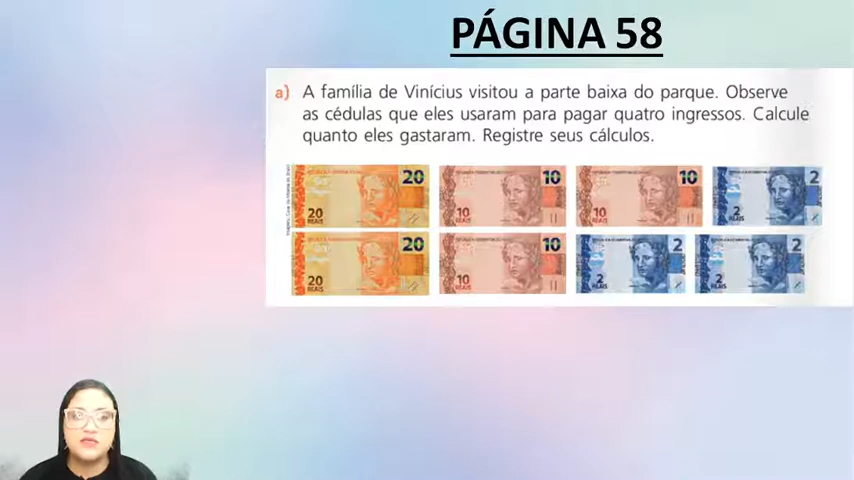 PÁGINA 58
a) A família de Vinícius visitou a parte baixa do parque. Observe
as cédulas que eles usaram para pagar quatro ingressos. Calcule
quanto eles gastaram. Registre seus cálculos.
20 10 10 2
20 REAIS 10 REAIS 10 REAIS 2 REAIS
20 10 2 2
20 REAIS 10 REAIS 2 REAIS 2 REAIS